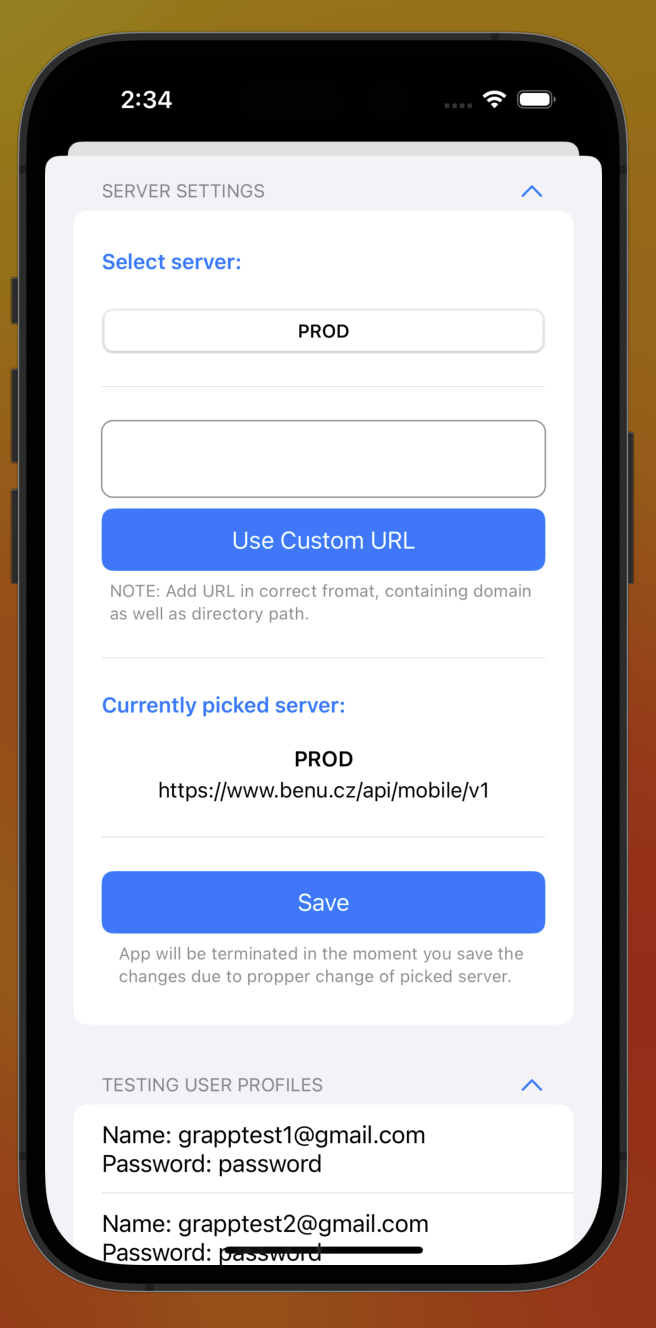 2:34
SERVER SETTINGS
Select server:
PROD
Use Custom URL
NOTE: Add URL in correct fromat, containing domain
as well as directory path.
Currently picked server:
PROD
https://www.benu.cz/api/mobile/v1
Save
App will be terminated in the moment you save the
changes due to propper change of picked server.
TESTING USER PROFILES
Name: grapptest1@gmail.com
Password: password
Name: grapptest2@gmail.com
Password: password